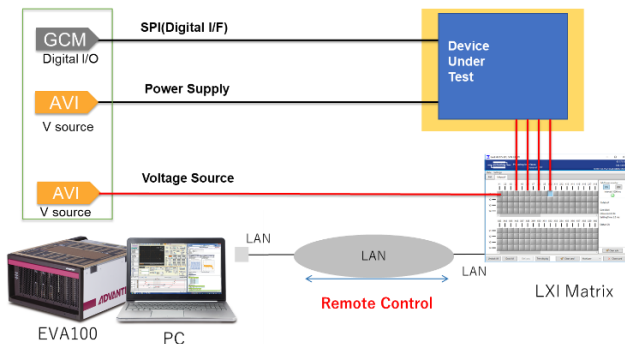 GCM
Digital I/O
SPI(Digital I/F)
Device
Under
Test
AVI
V source
Power Supply
AVI
V source
Voltage Source
LAN
LAN
LAN
Remote Control
LXI Matrix
ADVANT
EVA100
PC